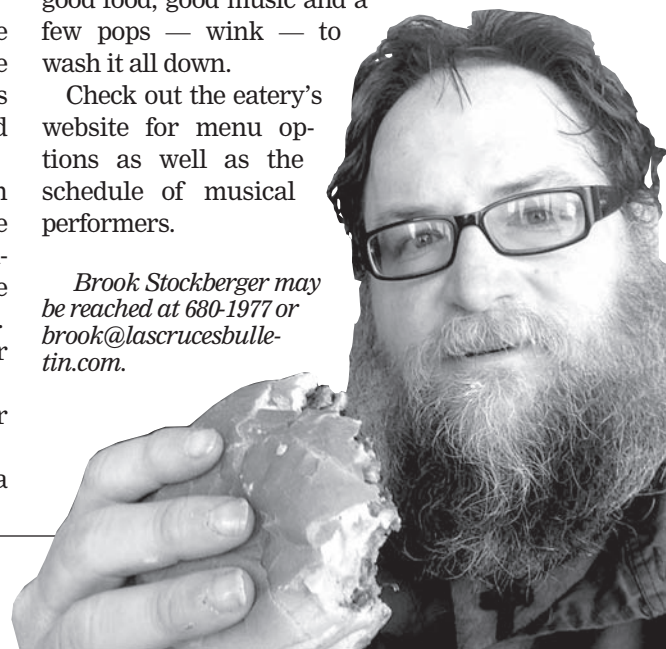 good food, good music and a
few pops — wink — to
wash it all down.
Check out the eatery's
website for menu op-
tions as well as the
schedule of musical
performers.
Brook Stockberger may
be reached at 680-1977 or
brook@lascrucesbulle-
tin.com.